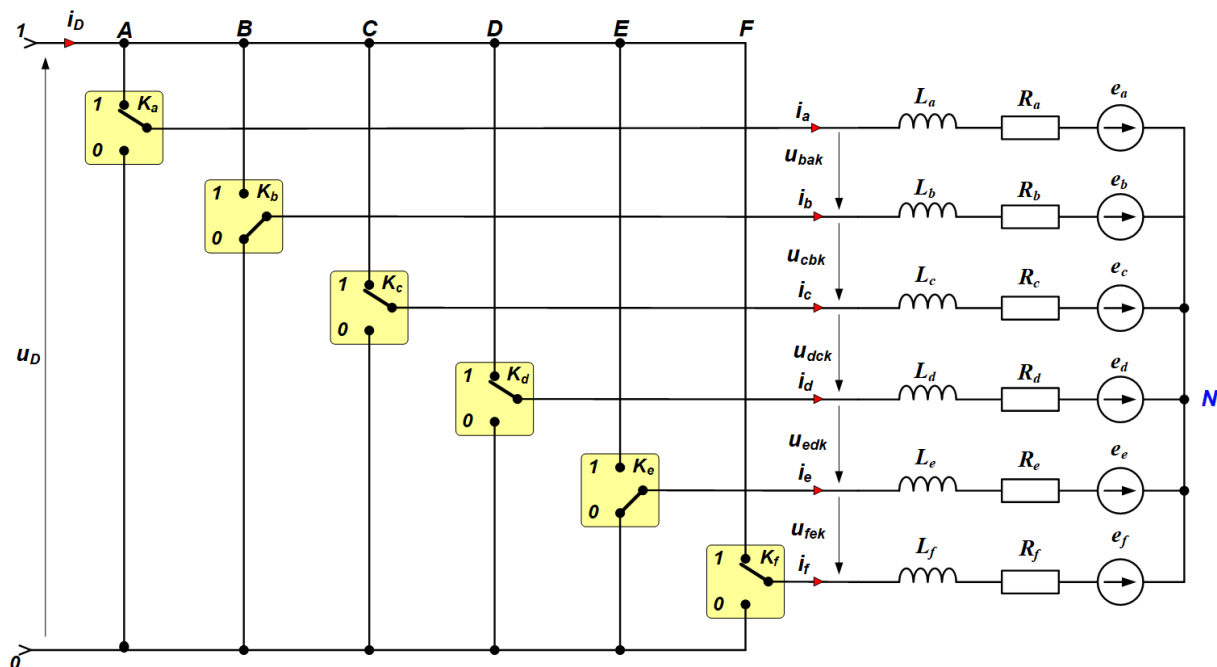 1 i_D A B C D E F
1 K_a
0
i_a L_a R_a e_a
u_bak
1 K_b
0
i_b L_b R_b e_b
u_cbk
1 K_c
0
i_c L_c R_c e_c
u_D
u_dck
1 K_d
0
i_d L_d R_d e_d
N
u_edk
1 K_e
0
i_e L_e R_e e_e
u_fek
1 K_f
0
i_f L_f R_f e_f
0